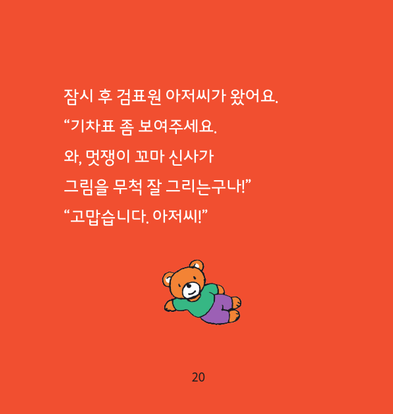 잠시 후 검표원 아저씨가 왔어요.
“기차표 좀 보여주세요.
와, 멋쟁이 꼬마 신사가
그림을 무척 잘 그리는구나!”
“고맙습니다. 아저씨!”
20